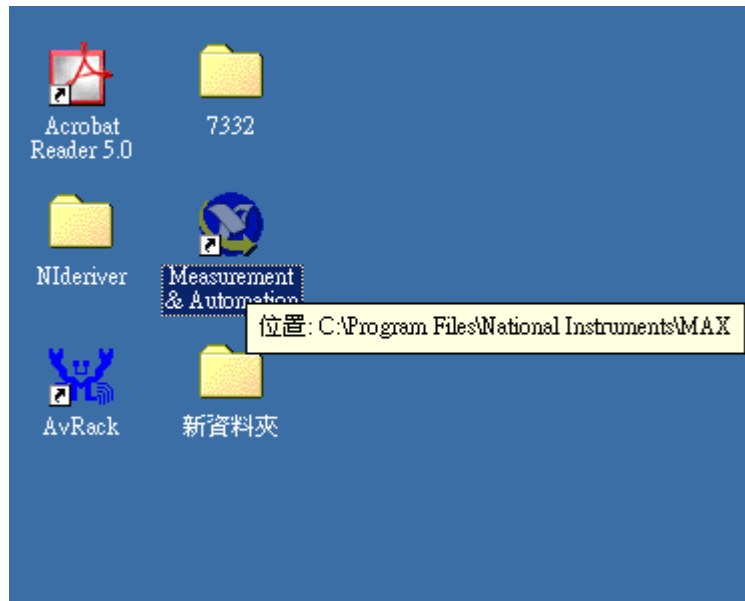 Acrobat
Reader 5.0
7332
NIderiver
Measurement
& Automation
位置: C:\Program Files\National Instruments\MAX
AvRack
新資料夾